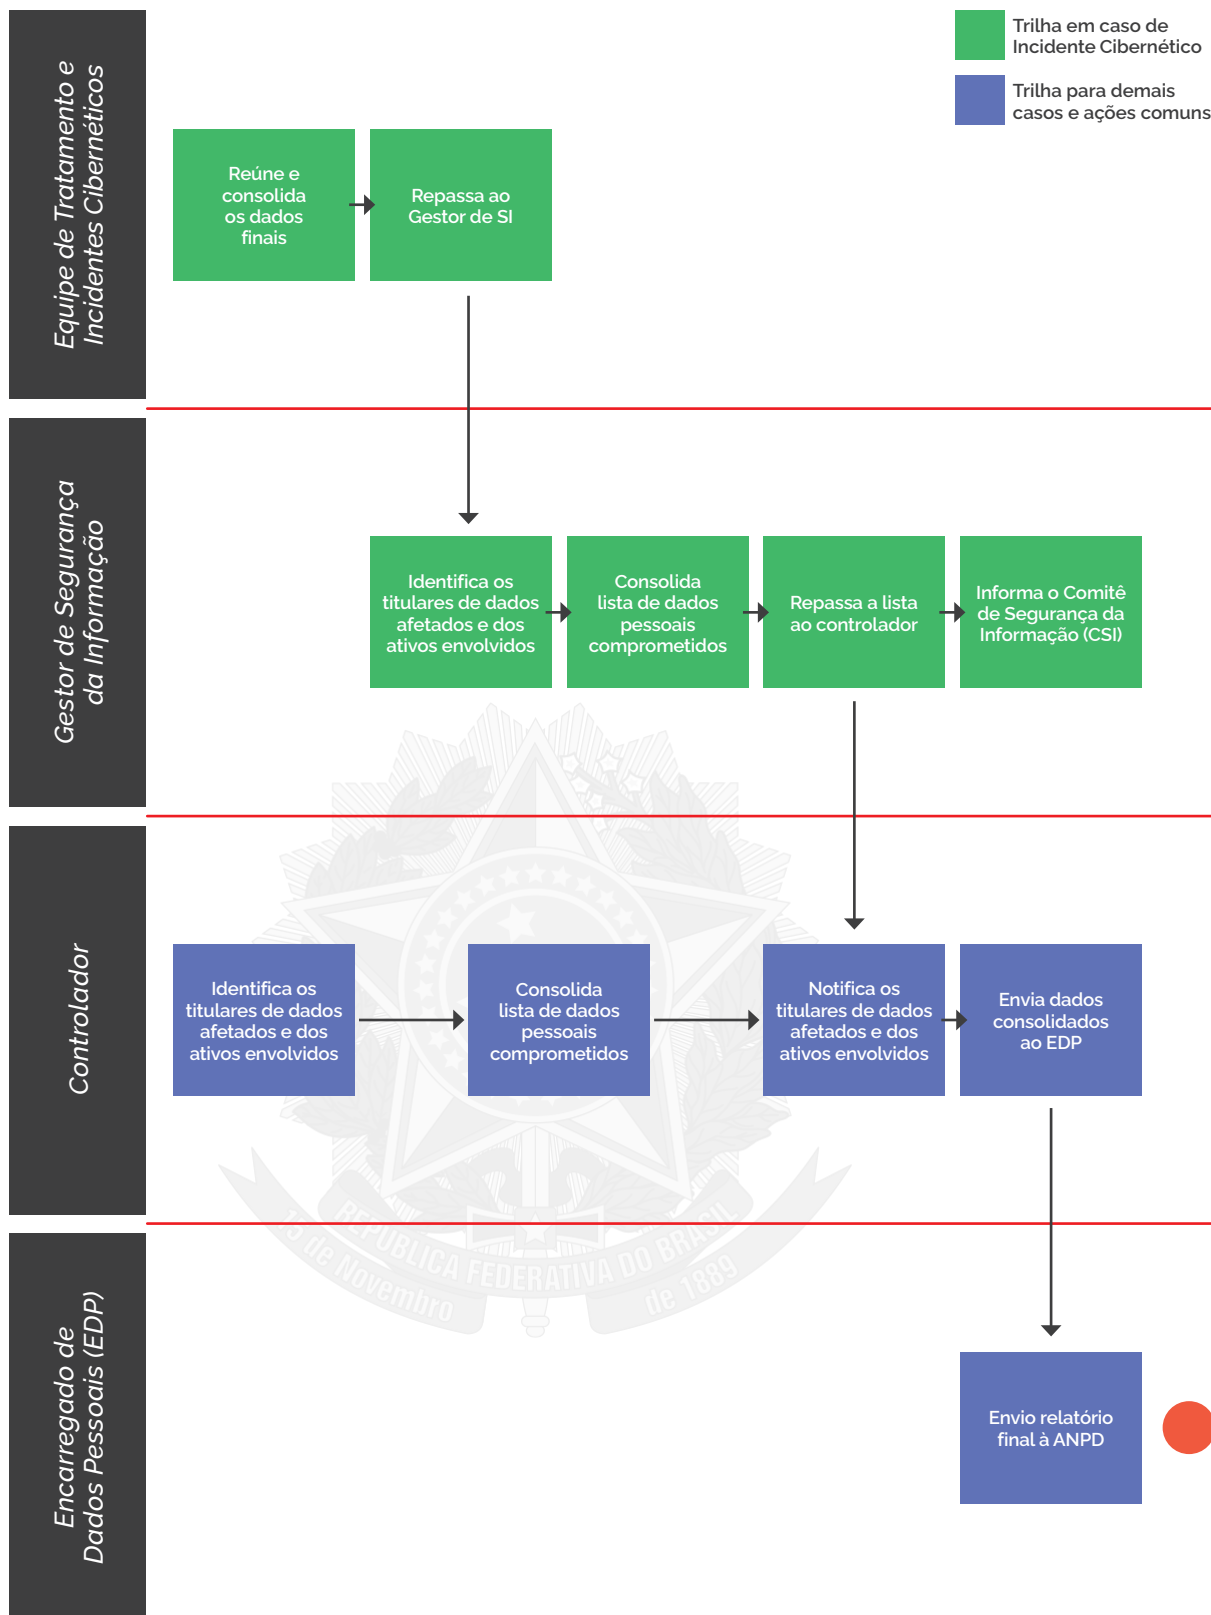 Trilha em caso de
Incidente Cibernético
Trilha para demais
casos e ações comuns
Equipe de Tratamento e
Incidentes Cibernéticos
Reúne e
consolida
os dados
finais
Repassa ao
Gestor de SI
Gestor de Segurança
da Informação
Identifica os
titulares de dados
afetados e dos
ativos envolvidos
Consolida
lista de dados
pessoais
comprometidos
Repassa a lista
ao controlador
Informa o Comitê
de Segurança da
Informação (CSI)
Controlador
Identifica os
titulares de dados
afetados e dos
ativos envolvidos
Consolida
lista de dados
pessoais
comprometidos
Notifica os
titulares de dados
afetados e dos
ativos envolvidos
Envia dados
consolidados
ao EDP
REPÚBLICA FEDERATIVA DO BRASIL
15 de Novembro
de 1889
Encarregado de
Dados Pessoais (EDP)
Envio relatório
final à ANPD